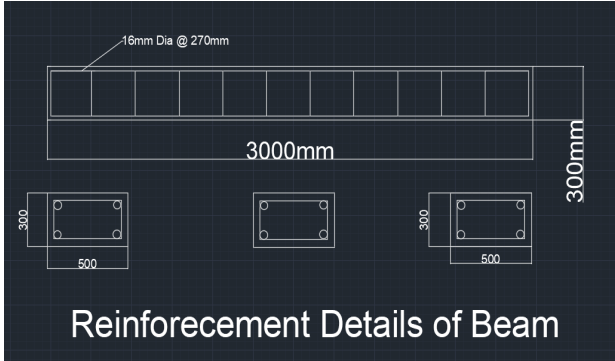 16mm Dia @ 270mm
3000mm
300mm
300
500
300
500
Reinforecement Details of Beam